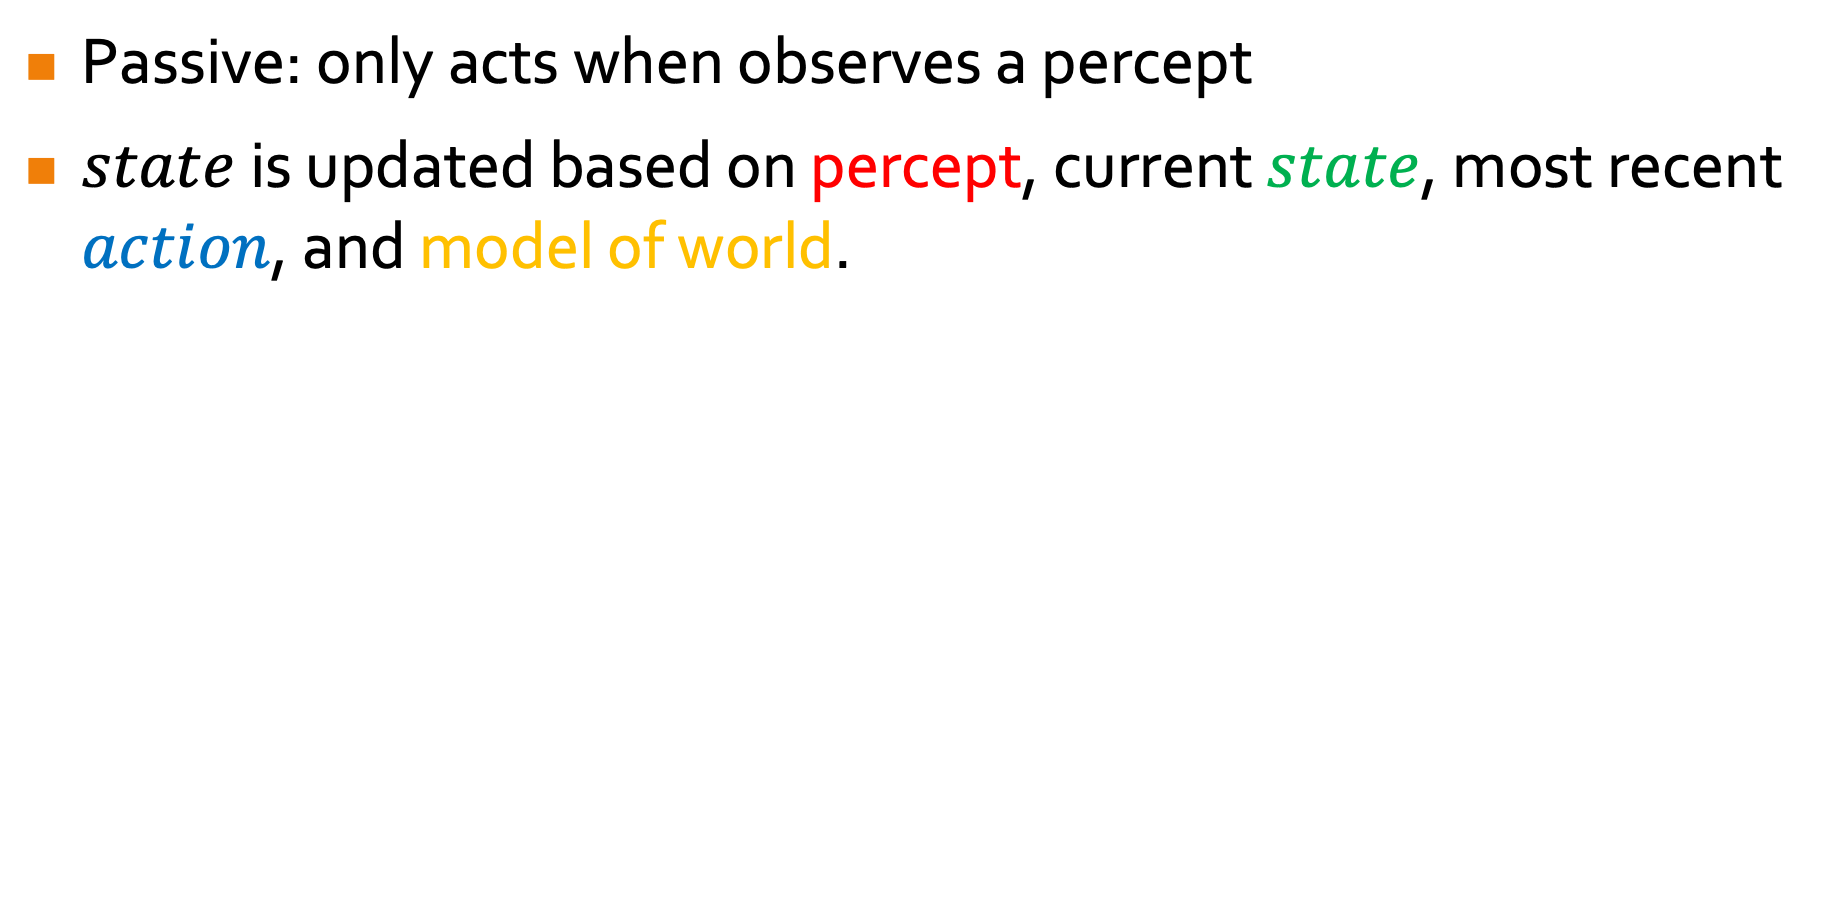 Passive: only acts when observes a percept
state is updated based on percept, current state, most recent
action, and model of world.